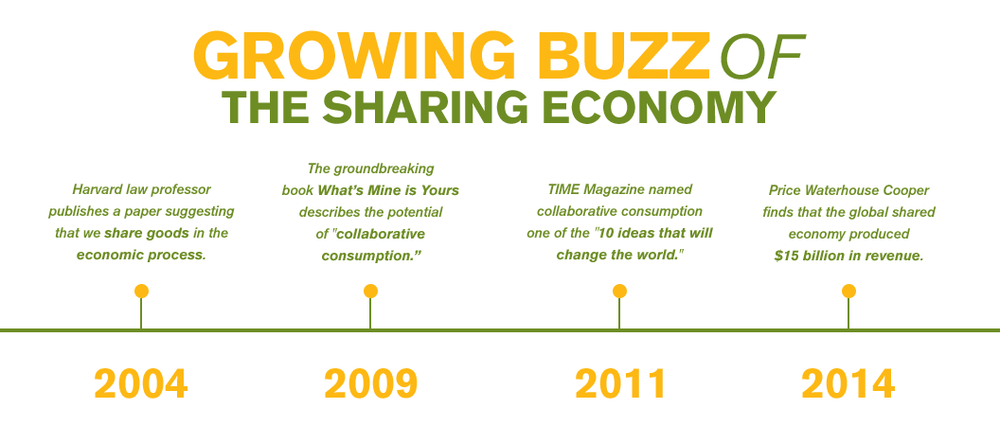 GROWING BUZZ OF
THE SHARING ECONOMY
Harvard law professor
publishes a paper suggesting
that we share goods in the
economic process.
The groundbreaking
book What’s Mine is Yours
describes the potential
of "collaborative
consumption.”
TIME Magazine named
collaborative consumption
one of the "10 ideas that will
change the world."
Price Waterhouse Cooper
finds that the global shared
economy produced
$15 billion in revenue.
2004
2009
2011
2014